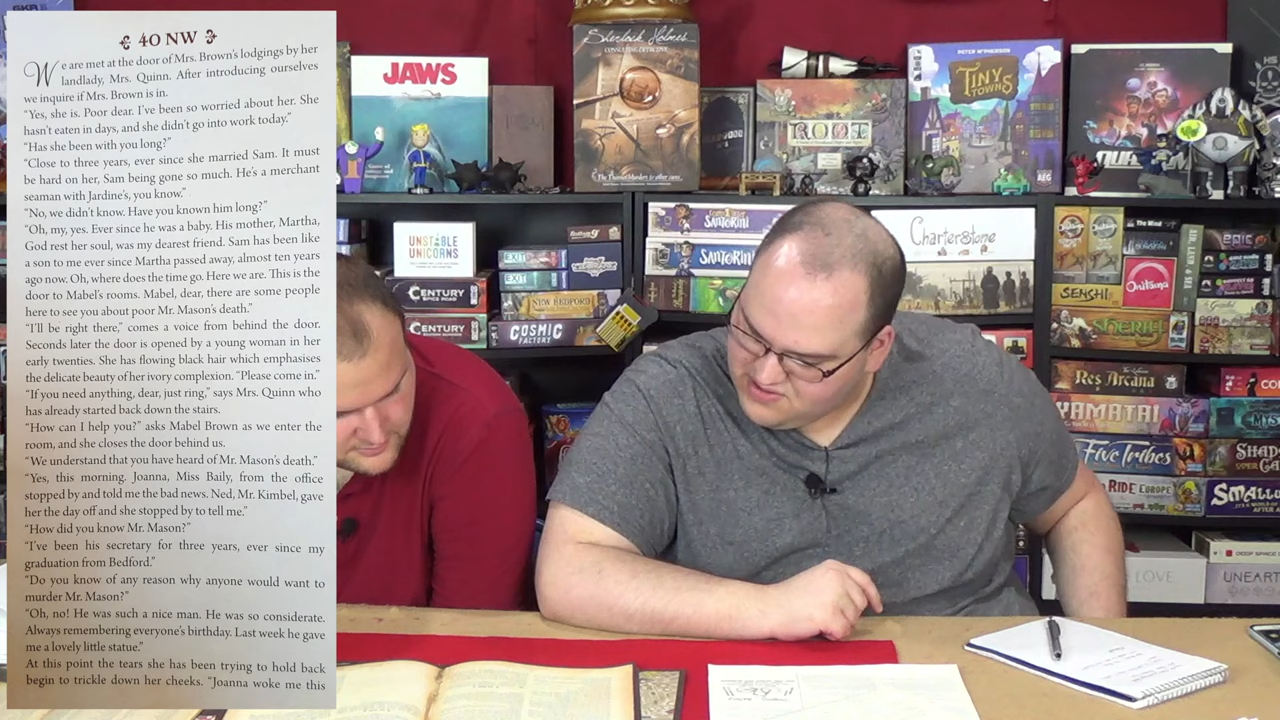 40 NW
We are met at the door of Mrs. Brown's lodgings by her
landlady, Mrs. Quinn. After introducing ourselves
we inquire if Mrs. Brown is in.
"Yes, she is. Poor dear. I've been so worried about her. She
hasn't eaten in days, and she didn't go into work today."
"Has she been with you long?"
"Close to three years, ever since she married Sam. It must
be hard on her, Sam being gone so much. He's a merchant
seaman with Jardine's, you know."
"No, we didn't know. Have you known him long?"
"Oh, my, yes. Ever since he was a baby. His mother, Martha,
God rest her soul, was my dearest friend. Sam has been like
a son to me ever since Martha passed away, almost ten years
ago now. Oh, where does the time go. Here we are. This is the
door to Mabel's rooms. Mabel, dear, there are some people
here to see you about poor Mr. Mason's death."
"I'll be right there," comes a voice from behind the door.
Seconds later the door is opened by a young woman in her
early twenties. She has flowing black hair which emphasises
the delicate beauty of her ivory complexion. "Please come in."
"If you need anything, dear, just ring," says Mrs. Quinn who
has already started back down the stairs.
"How can I help you?" asks Mabel Brown as we enter the
room, and she closes the door behind us.
"We understand that you have heard of Mr. Mason's death."
"Yes, this morning. Joanna, Miss Baily, from the office
stopped by and told me the bad news. Ned, Mr. Kimbel, gave
her the day off and she stopped by to tell me."
"How did you know Mr. Mason?"
"I've been his secretary for three years, ever since my
graduation from Bedford."
"Do you know of any reason why anyone would want to
murder Mr. Mason?"
"Oh, no! He was such a nice man. He was so considerate.
Always remembering everyone's birthday. Last week he gave
me a lovely little statue."
At this point the tears she has been trying to hold back
begin to trickle down her cheeks. "Joanna woke me this
JAWS
Sherlock Holmes
CONSULTING DETECTIVE
The Thames Murders & other cases
ROOT
PETER MCPHERSON
TINY
TOWNS
AEG
UNSTABLE
UNICORNS
CENTURY
CENTURY
EXIT
EXIT
NEW BEDFORD
COSMIC
FACTORY
SANTORINI
SANTORINI
Charterstone
The Mind
Onitama
SENSHI
SHERIFF
epic
Res Arcana
YAMATAI
FIVE TRIBES
RIDE EUROPE
SMALL
LOVE
UNEART